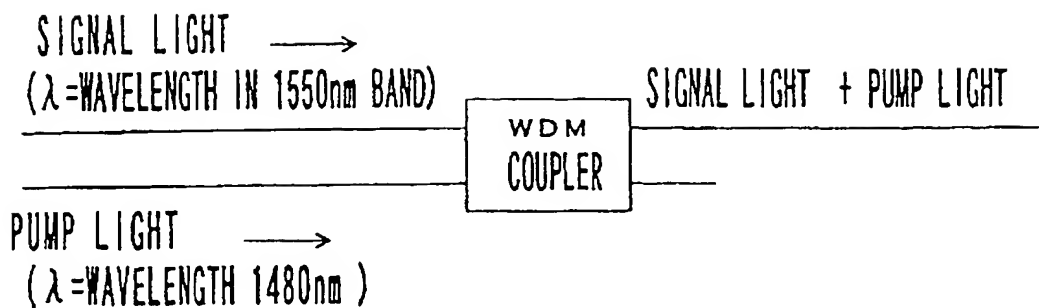 SIGNAL LIGHT
(λ=WAVELENGTH IN 1550nm BAND)
SIGNAL LIGHT + PUMP LIGHT
WDM
COUPLER
PUMP LIGHT
(λ=WAVELENGTH 1480nm )